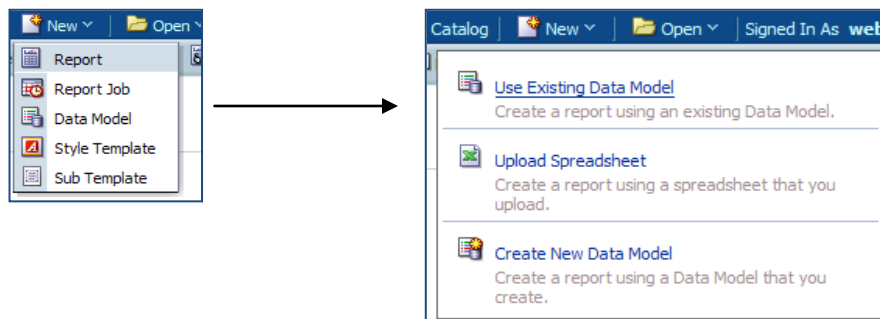 New Open
Report
Report Job
Data Model
Style Template
Sub Template
Catalog New Open Signed In As web
Use Existing Data Model
Create a report using an existing Data Model.
Upload Spreadsheet
Create a report using a spreadsheet that you
upload.
Create New Data Model
Create a report using a Data Model that you
create.